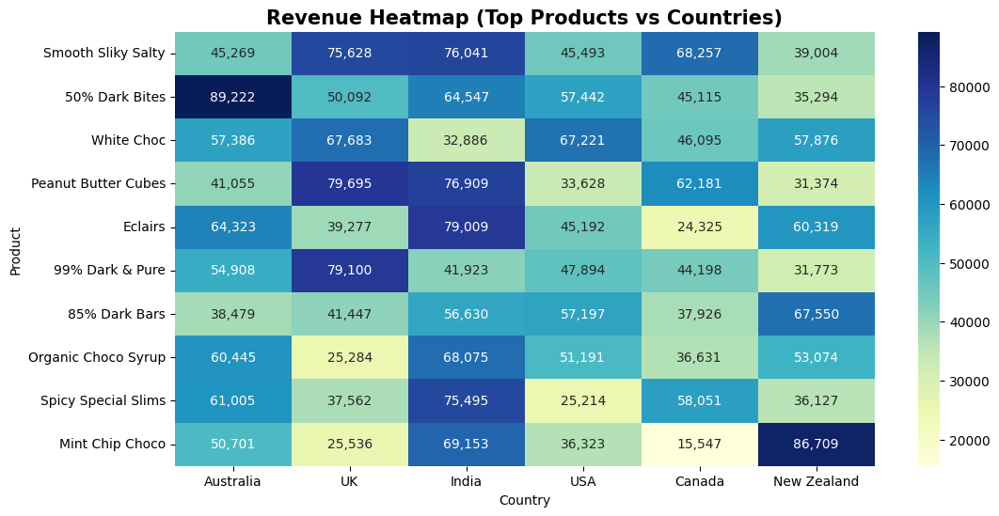 Revenue Heatmap (Top Products vs Countries)
Product
Smooth Sliky Salty 45,269 75,628 76,041 45,493 68,257 39,004
50% Dark Bites 89,222 50,092 64,547 57,442 45,115 35,294
White Choc 57,386 67,683 32,886 67,221 46,095 57,876
Peanut Butter Cubes 41,055 79,695 76,909 33,628 62,181 31,374
Eclairs 64,323 39,277 79,009 45,192 24,325 60,319
99% Dark & Pure 54,908 79,100 41,923 47,894 44,198 31,773
85% Dark Bars 38,479 41,447 56,630 57,197 37,926 67,550
Organic Choco Syrup 60,445 25,284 68,075 51,191 36,631 53,074
Spicy Special Slims 61,005 37,562 75,495 25,214 58,051 36,127
Mint Chip Choco 50,701 25,536 69,153 36,323 15,547 86,709
Australia UK India USA Canada New Zealand
Country
80000
70000
60000
50000
40000
30000
20000